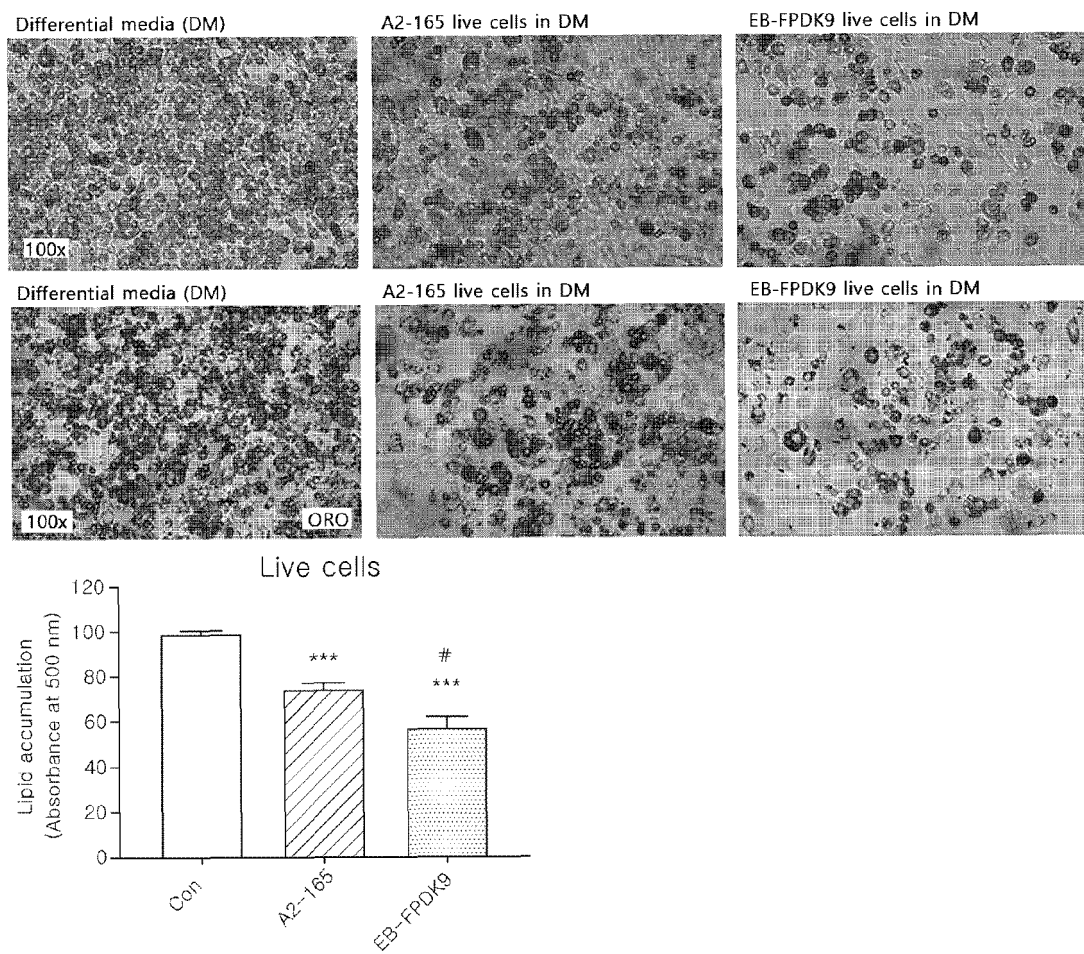 Differential media (DM)
A2-165 live cells in DM
EB-FPDK9 live cells in DM
100x
Differential media (DM)
A2-165 live cells in DM
EB-FPDK9 live cells in DM
100x
ORO
Live cells
Lipic accumulation
(Absorbance at 500 nm)
120
100
80
60
40
20
0
***
#
***
Con
A2-165
EB-FPDK9